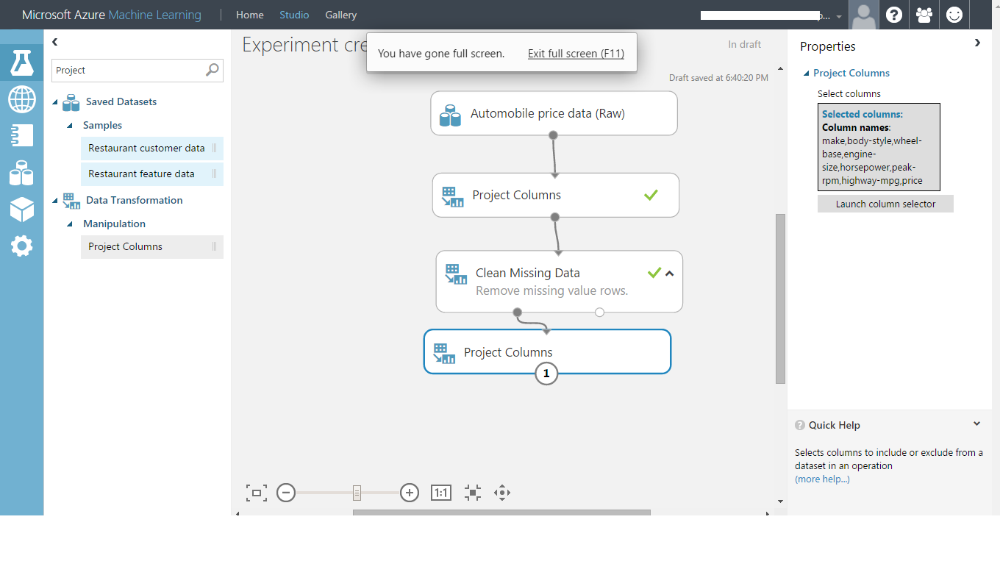 Microsoft Azure Machine Learning
Home
Studio
Gallery
p...
Project
Saved Datasets
Samples
Restaurant customer data
Restaurant feature data
Data Transformation
Manipulation
Project Columns
Experiment cre
You have gone full screen.
Exit full screen (F11)
In draft
Draft saved at 6:40:20 PM
Automobile price data (Raw)
Project Columns
Clean Missing Data
Remove missing value rows.
Project Columns
1
1:1
Properties
Project Columns
Select columns
Selected columns:
Column names:
make,body-style,wheel-
base,engine-
size,horsepower,peak-
rpm,highway-mpg,price
Launch column selector
Quick Help
Selects columns to include or exclude from a
dataset in an operation
(more help...)